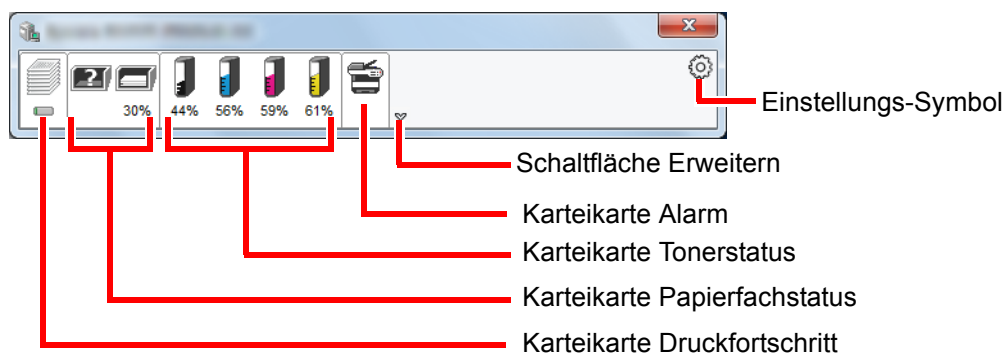 x
?
30%
44%
56%
59%
61%
Einstellungs-Symbol
Schaltfläche Erweitern
Karteikarte Alarm
Karteikarte Tonerstatus
Karteikarte Papierfachstatus
Karteikarte Druckfortschritt